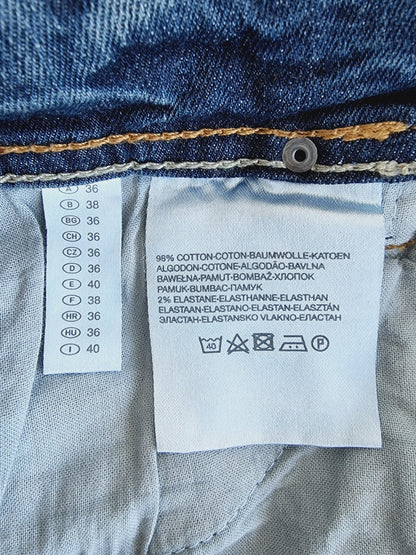 A 36
B 38
BG 36
CH 36
CZ 36
D 36
E 40
F 38
HR 36
HU 36
I 40
98% COTTON-COTON-BAUMWOLLE-KATOEN
ALGODON-COTONE-ALGODÃO-BAVLNA
BAWEŁNA-PAMUT-BOMBAŽ-ХЛОПОК
PAMUK-BUMBAC-ПАМУК
2% ELASTANE-ELASTHANNE-ELASTHAN
ELASTAAN-ELASTANO-ELASTAN-ELASZTÁN
ЭЛАСТАН-ELASTANSKO VLAKNO-ЕЛАСТАН
40 P